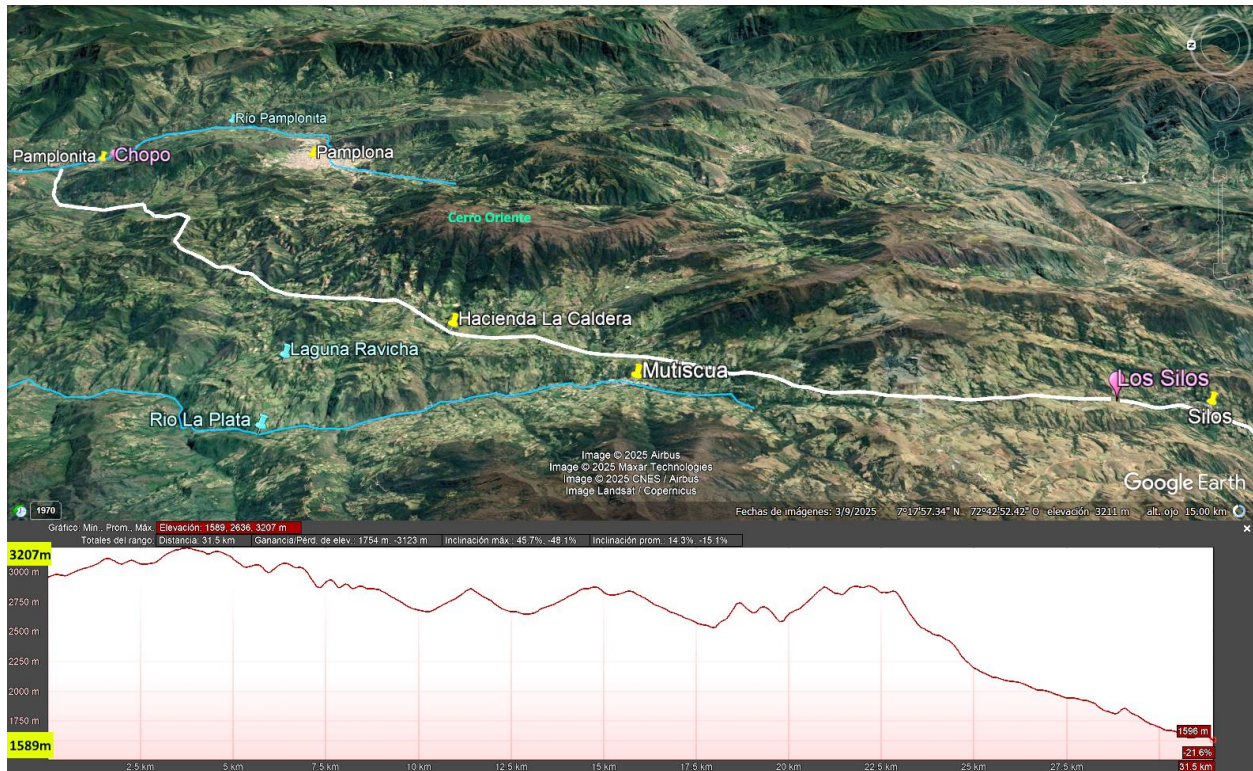 N
Río Pamplonita
Pamplonita
Chopo
Pamplona
Cerro Oriente
Hacienda La Caldera
Laguna Ravicha
Mutiscua
Los Silos
Silos
Rio La Plata
Image © 2025 Airbus
Image © 2025 Maxar Technologies
Image © 2025 CNES / Airbus
Image Landsat / Copernicus
Google Earth
1970
Fechas de imágenes: 3/9/2025 7°17'57.34" N 72°42'52.42" O elevación 3211 m alt. ojo 15.00 km
Gráfico: Mín., Prom., Máx. Elevación: 1589, 2636, 3207 m
Totales del rango: Distancia: 31.5 km Ganancia/Pérd. de elev.: 1754 m, -3123 m Inclinación máx.: 45.7%, -48.1% Inclinación prom.: 14.3%, -15.1%
3207m
3000 m
2750 m
2500 m
2250 m
2000 m
1750 m
1589m
1596 m
-21.6%
2.5 km 5 km 7.5 km 10 km 12.5 km 15 km 17.5 km 20 km 22.5 km 25 km 27.5 km 31.5 km